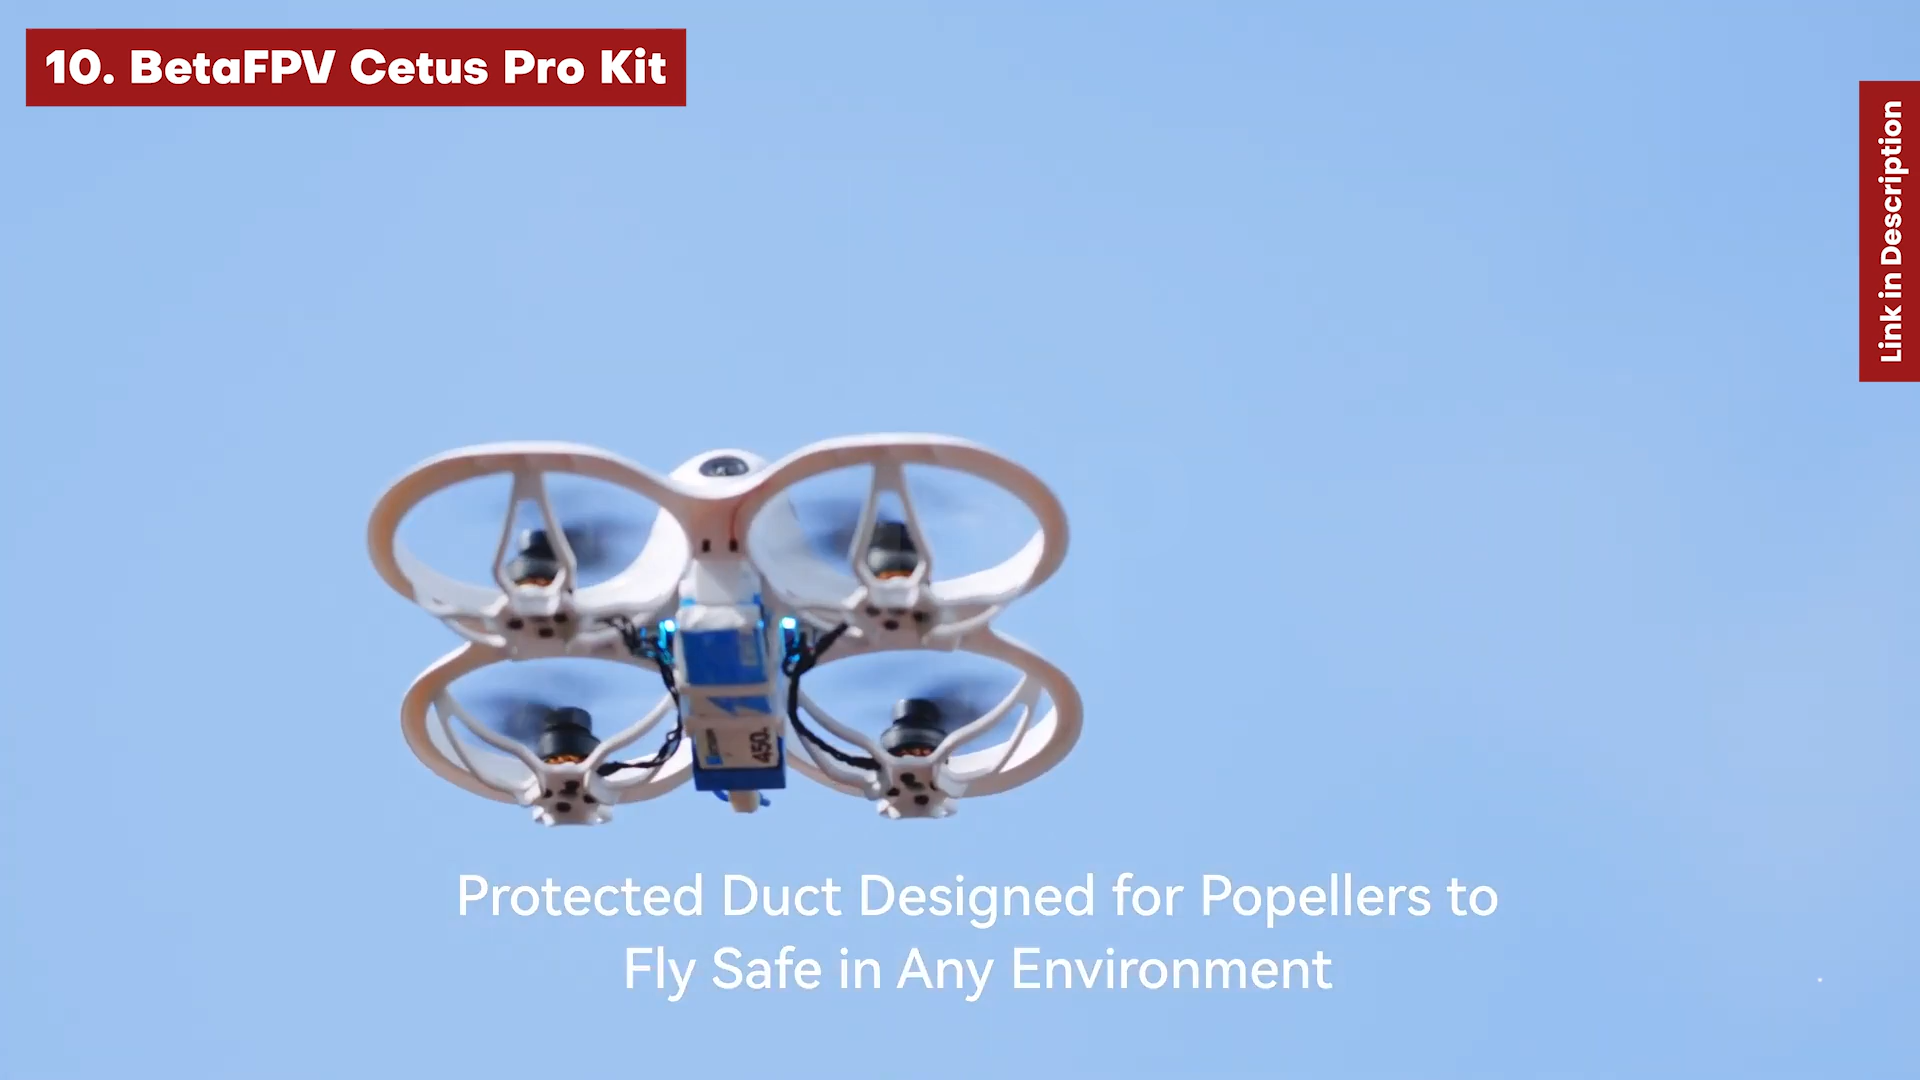 10. BetaFPV Cetus Pro Kit
Link in Description
450
Protected Duct Designed for Popellers to
Fly Safe in Any Environment